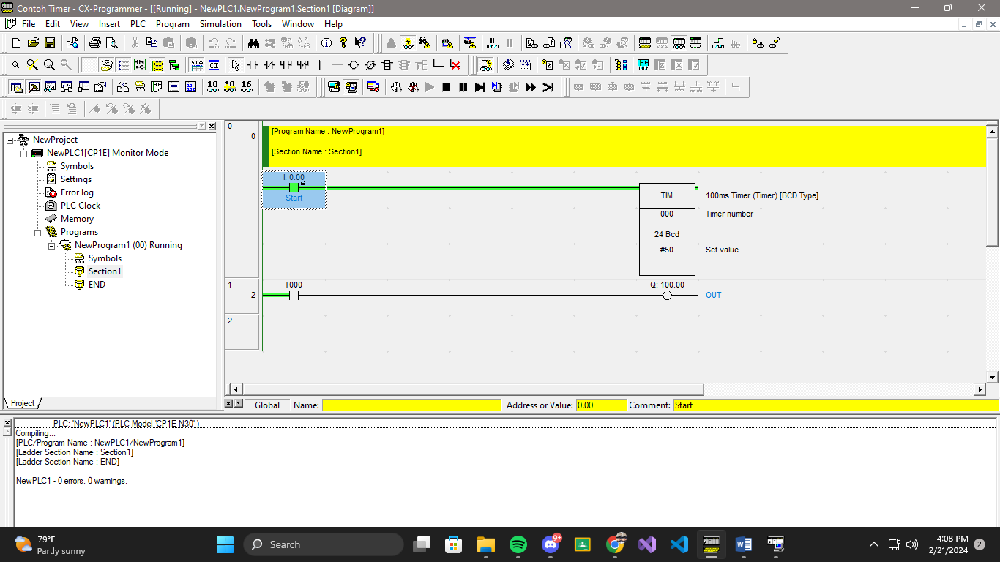 Contoh Timer - CX-Programmer - [[Running] - NewPLC1.NewProgram1.Section1 [Diagram]]
File Edit View Insert PLC Program Simulation Tools Window Help
SMA CI
10 10 16
NewProject
NewPLC1[CP1E] Monitor Mode
Symbols
Settings
Error log
PLC Clock
Memory
Programs
NewProgram1 (00) Running
Symbols
Section1
END
Project
0
0
[Program Name : NewProgram1]
[Section Name : Section1]
I: 0.00
Start
TIM 100ms Timer (Timer) [BCD Type]
000 Timer number
24 Bcd
#50 Set value
1
2
T000 Q: 100.00
OUT
2
Global Name: Address or Value: 0.00 Comment: Start
---------------- PLC: 'NewPLC1' (PLC Model 'CP1E N30' ) ----------------
Compiling...
[PLC/Program Name : NewPLC1/NewProgram1]
[Ladder Section Name : Section1]
[Ladder Section Name : END]
NewPLC1 - 0 errors, 0 warnings.
79°F
Partly sunny
Search
9+
4:08 PM
2/21/2024
2